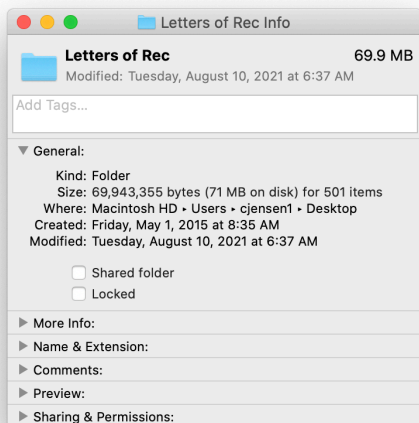 Letters of Rec Info
Letters of Rec 69.9 MB
Modified: Tuesday, August 10, 2021 at 6:37 AM
Add Tags...
General:
Kind: Folder
Size: 69,943,355 bytes (71 MB on disk) for 501 items
Where: Macintosh HD ▸ Users ▸ cjensen1 ▸ Desktop
Created: Friday, May 1, 2015 at 8:35 AM
Modified: Tuesday, August 10, 2021 at 6:37 AM
Shared folder
Locked
More Info:
Name & Extension:
Comments:
Preview:
Sharing & Permissions: